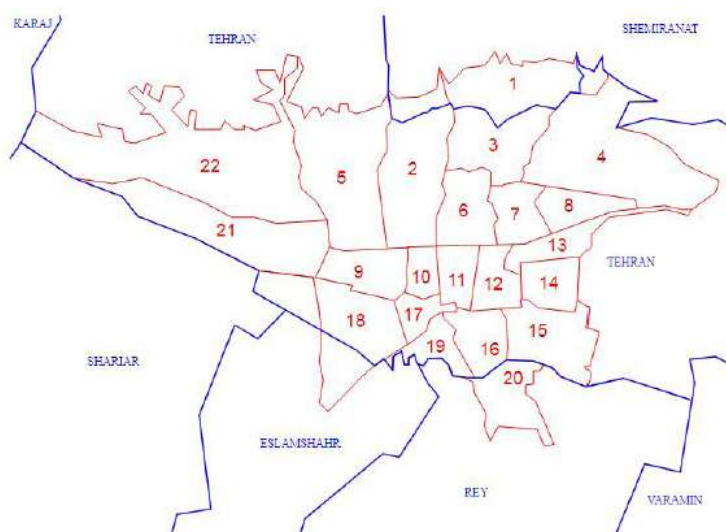 KARAJ
TEHRAN
SHEMIRANAT
1
3
4
22
5
2
6
7
8
21
13
TEHRAN
9
10
11
12
14
18
17
15
19
16
SHARIAR
20
ESLAMSHAHR
REY
VARAMIN